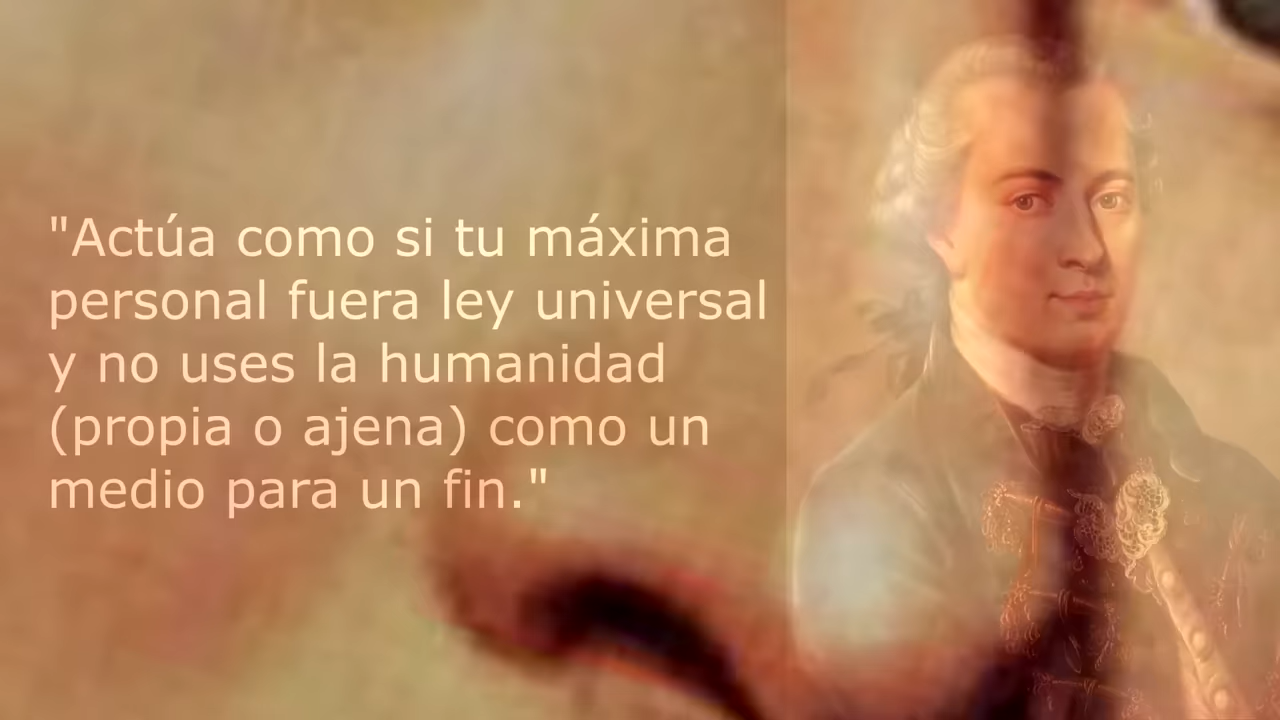 "Actúa como si tu máxima
personal fuera ley universal
y no uses la humanidad
(propia o ajena) como un
medio para un fin."